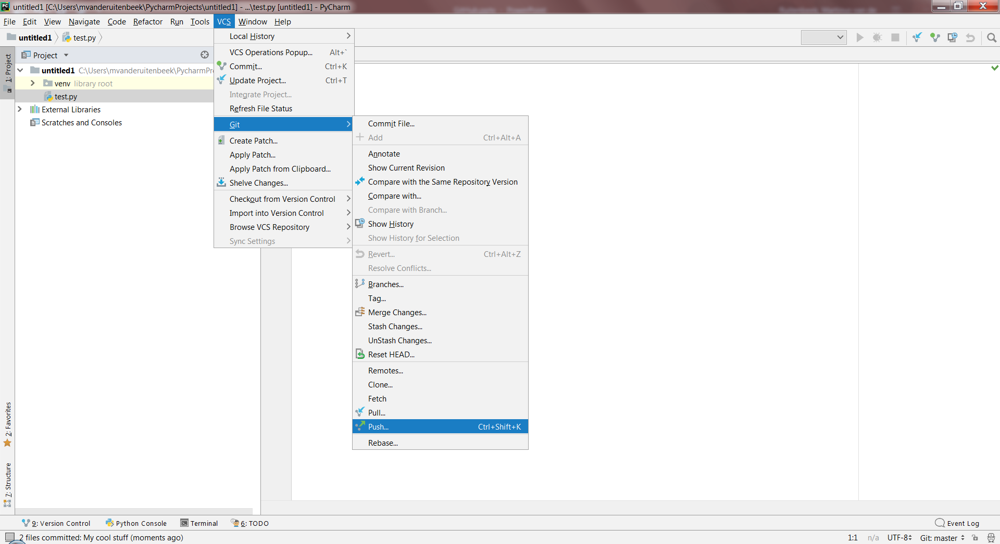 untitled1 [C:\Users\mvanderuitenbeek\PycharmProjects\untitled1] - ...\test.py [untitled1] - PyCharm
File Edit View Navigate Code Refactor Run Tools VCS Window Help
untitled1 test.py
Project
1: Project
untitled1 C:\Users\mvanderuitenbeek\PycharmPr
venv library root
test.py
External Libraries
Scratches and Consoles
Local History
VCS Operations Popup... Alt+`
Commit... Ctrl+K
Update Project... Ctrl+T
Integrate Project...
Refresh File Status
Git
Create Patch...
Apply Patch...
Apply Patch from Clipboard...
Shelve Changes...
Checkout from Version Control
Import into Version Control
Browse VCS Repository
Sync Settings
Commit File...
Add Ctrl+Alt+A
Annotate
Show Current Revision
Compare with the Same Repository Version
Compare with...
Compare with Branch...
Show History
Show History for Selection
Revert... Ctrl+Alt+Z
Resolve Conflicts...
Branches...
Tag...
Merge Changes...
Stash Changes...
UnStash Changes...
Reset HEAD...
Remotes...
Clone...
Fetch
Pull...
Push... Ctrl+Shift+K
Rebase...
2: Favorites
7: Structure
9: Version Control Python Console Terminal 6: TODO Event Log
2 files committed: My cool stuff (moments ago) 1:1 n/a UTF-8 Git: master